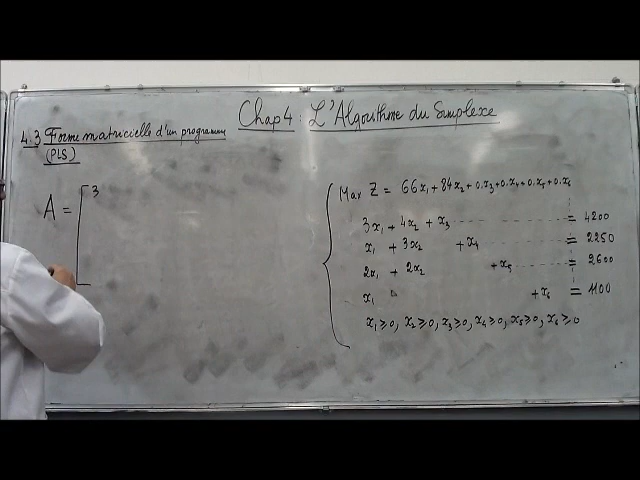 Chap 4 : L'Algorithme du Simplexe
4.3 Forme matricielle d'un programme
(PLS)
A = [ 3
Max Z = 66x₁ + 84x₂ + 0.x₃ + 0.x₄ + 0.x₅ + 0.x₆
3x₁ + 4x₂ + x₃ = 4200
x₁ + 3x₂ + x₄ = 2250
2x₁ + 2x₂ + x₅ = 2600
x₁ + x₆ = 1100
x₁ ≥ 0, x₂ ≥ 0, x₃ ≥ 0, x₄ ≥ 0, x₅ ≥ 0, x₆ ≥ 0